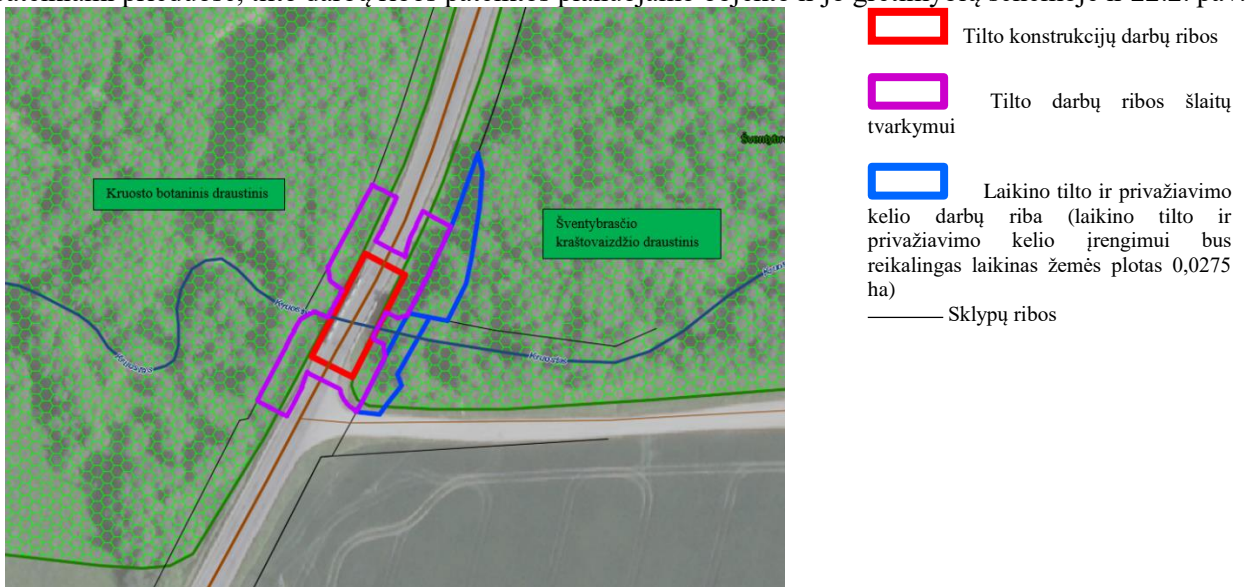 Tilto konstrukcijų darbų ribos
Tilto darbų ribos šlaitų
tvarkymui
Laikino tilto ir privažiavimo
kelio darbų riba (laikino tilto ir
privažiavimo kelio įrengimui bus
reikalingas laikinas žemės plotas 0,0275
ha)
Sklypų ribos
Kruosto botaninis draustinis
Šventybrasčio
kraštovaizdžio draustinis
Kruostas
Kruostas